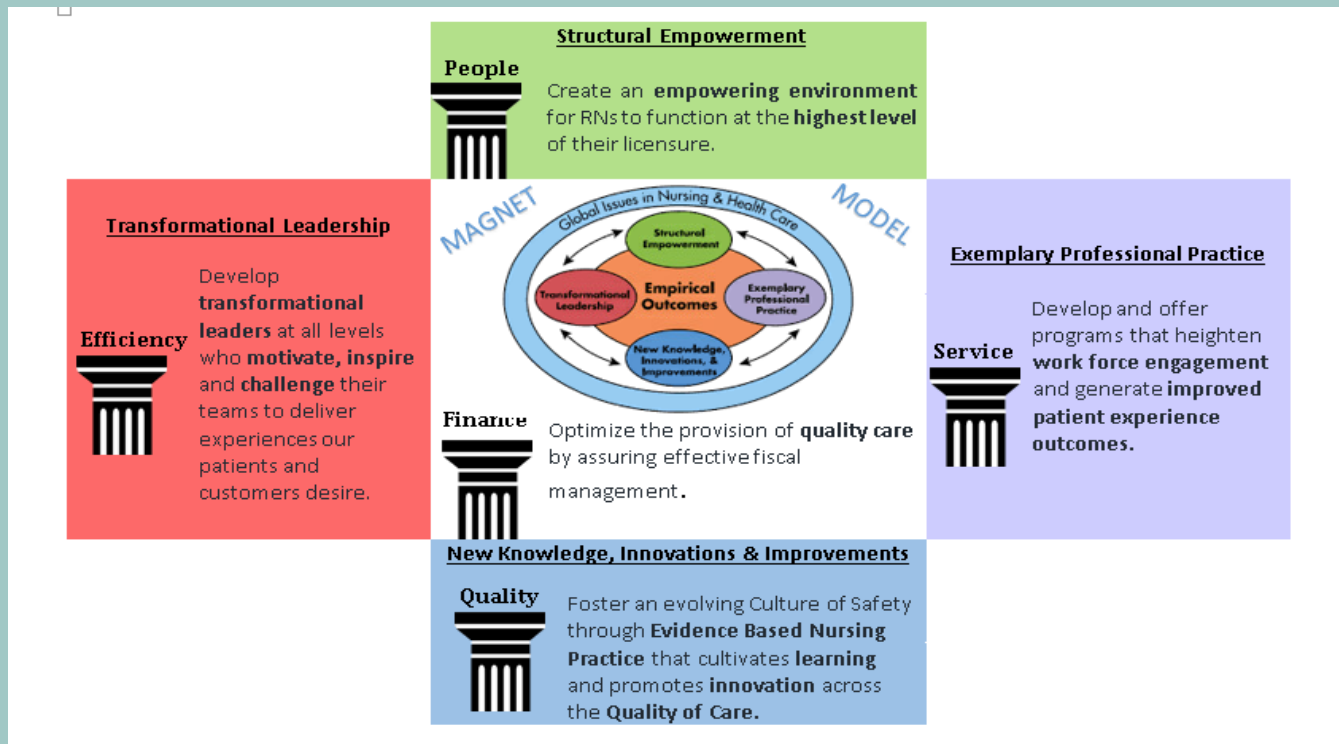 Structural Empowerment
People
Create an empowering environment
for RNs to function at the highest level
of their licensure.
Transformational Leadership
Develop
transformational
leaders at all levels
who motivate, inspire
and challenge their
teams to deliver
experiences our
patients and
customers desire.
Efficiency
MAGNET
MODEL
Global Issues in Nursing & Health Care
Structural
Empowerment
Transformational
Leadership
Empirical
Outcomes
Exemplary
Professional
Practice
New Knowledge,
Innovations, &
Improvements
Finance
Optimize the provision of quality care
by assuring effective fiscal
management.
Exemplary Professional Practice
Service
Develop and offer
programs that heighten
work force engagement
and generate improved
patient experience
outcomes.
New Knowledge, Innovations & Improvements
Quality
Foster an evolving Culture of Safety
through Evidence Based Nursing
Practice that cultivates learning
and promotes innovation across
the Quality of Care.